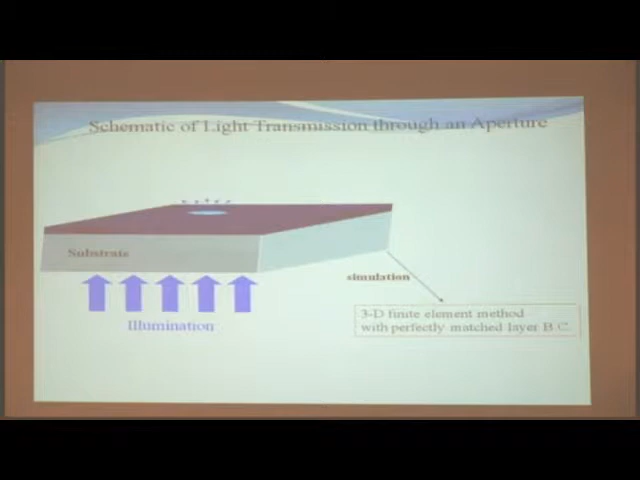 Schematic of Light Transmission through an Aperture
Substrate
simulation
3-D finite element method
with perfectly matched layer B.C.
Illumination